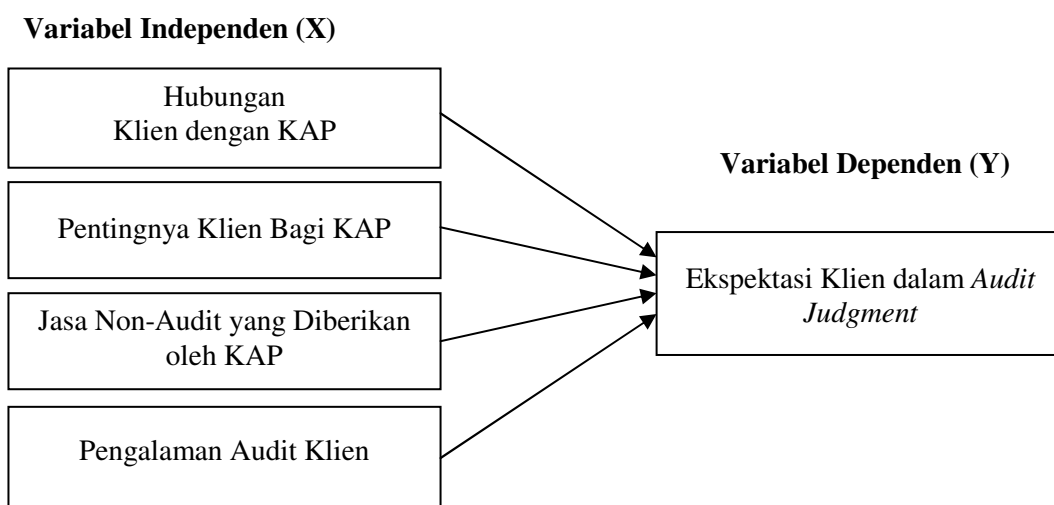 Variabel Independen (X)
Hubungan
Klien dengan KAP
Pentingnya Klien Bagi KAP
Jasa Non-Audit yang Diberikan
oleh KAP
Pengalaman Audit Klien
Variabel Dependen (Y)
Ekspektasi Klien dalam Audit
Judgment